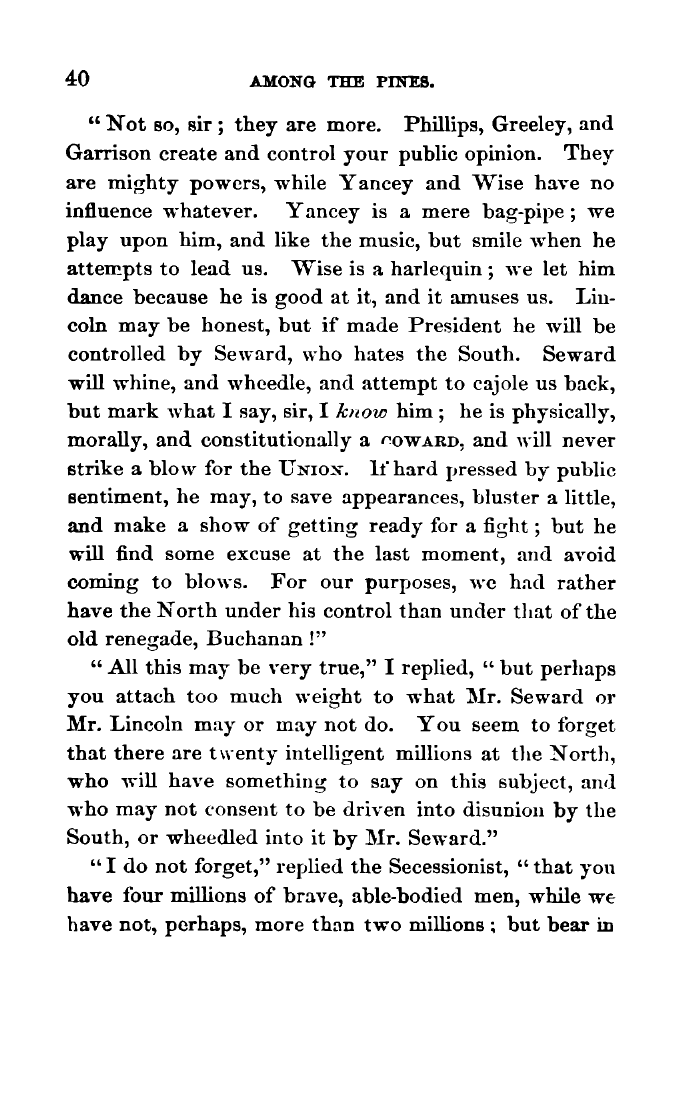 40 AMONG THE PINES.
“Not so, sir; they are more. Phillips, Greeley, and
Garrison create and control your public opinion. They
are mighty powers, while Yancey and Wise have no
influence whatever. Yancey is a mere bag-pipe; we
play upon him, and like the music, but smile when he
attempts to lead us. Wise is a harlequin; we let him
dance because he is good at it, and it amuses us. Lin-
coln may be honest, but if made President he will be
controlled by Seward, who hates the South. Seward
will whine, and wheedle, and attempt to cajole us back,
but mark what I say, sir, I know him; he is physically,
morally, and constitutionally a COWARD, and will never
strike a blow for the UNION. If hard pressed by public
sentiment, he may, to save appearances, bluster a little,
and make a show of getting ready for a fight; but he
will find some excuse at the last moment, and avoid
coming to blows. For our purposes, we had rather
have the North under his control than under that of the
old renegade, Buchanan!”
“All this may be very true,” I replied, “but perhaps
you attach too much weight to what Mr. Seward or
Mr. Lincoln may or may not do. You seem to forget
that there are twenty intelligent millions at the North,
who will have something to say on this subject, and
who may not consent to be driven into disunion by the
South, or wheedled into it by Mr. Seward.”
“I do not forget,” replied the Secessionist, “that you
have four millions of brave, able-bodied men, while we
have not, perhaps, more than two millions; but bear in